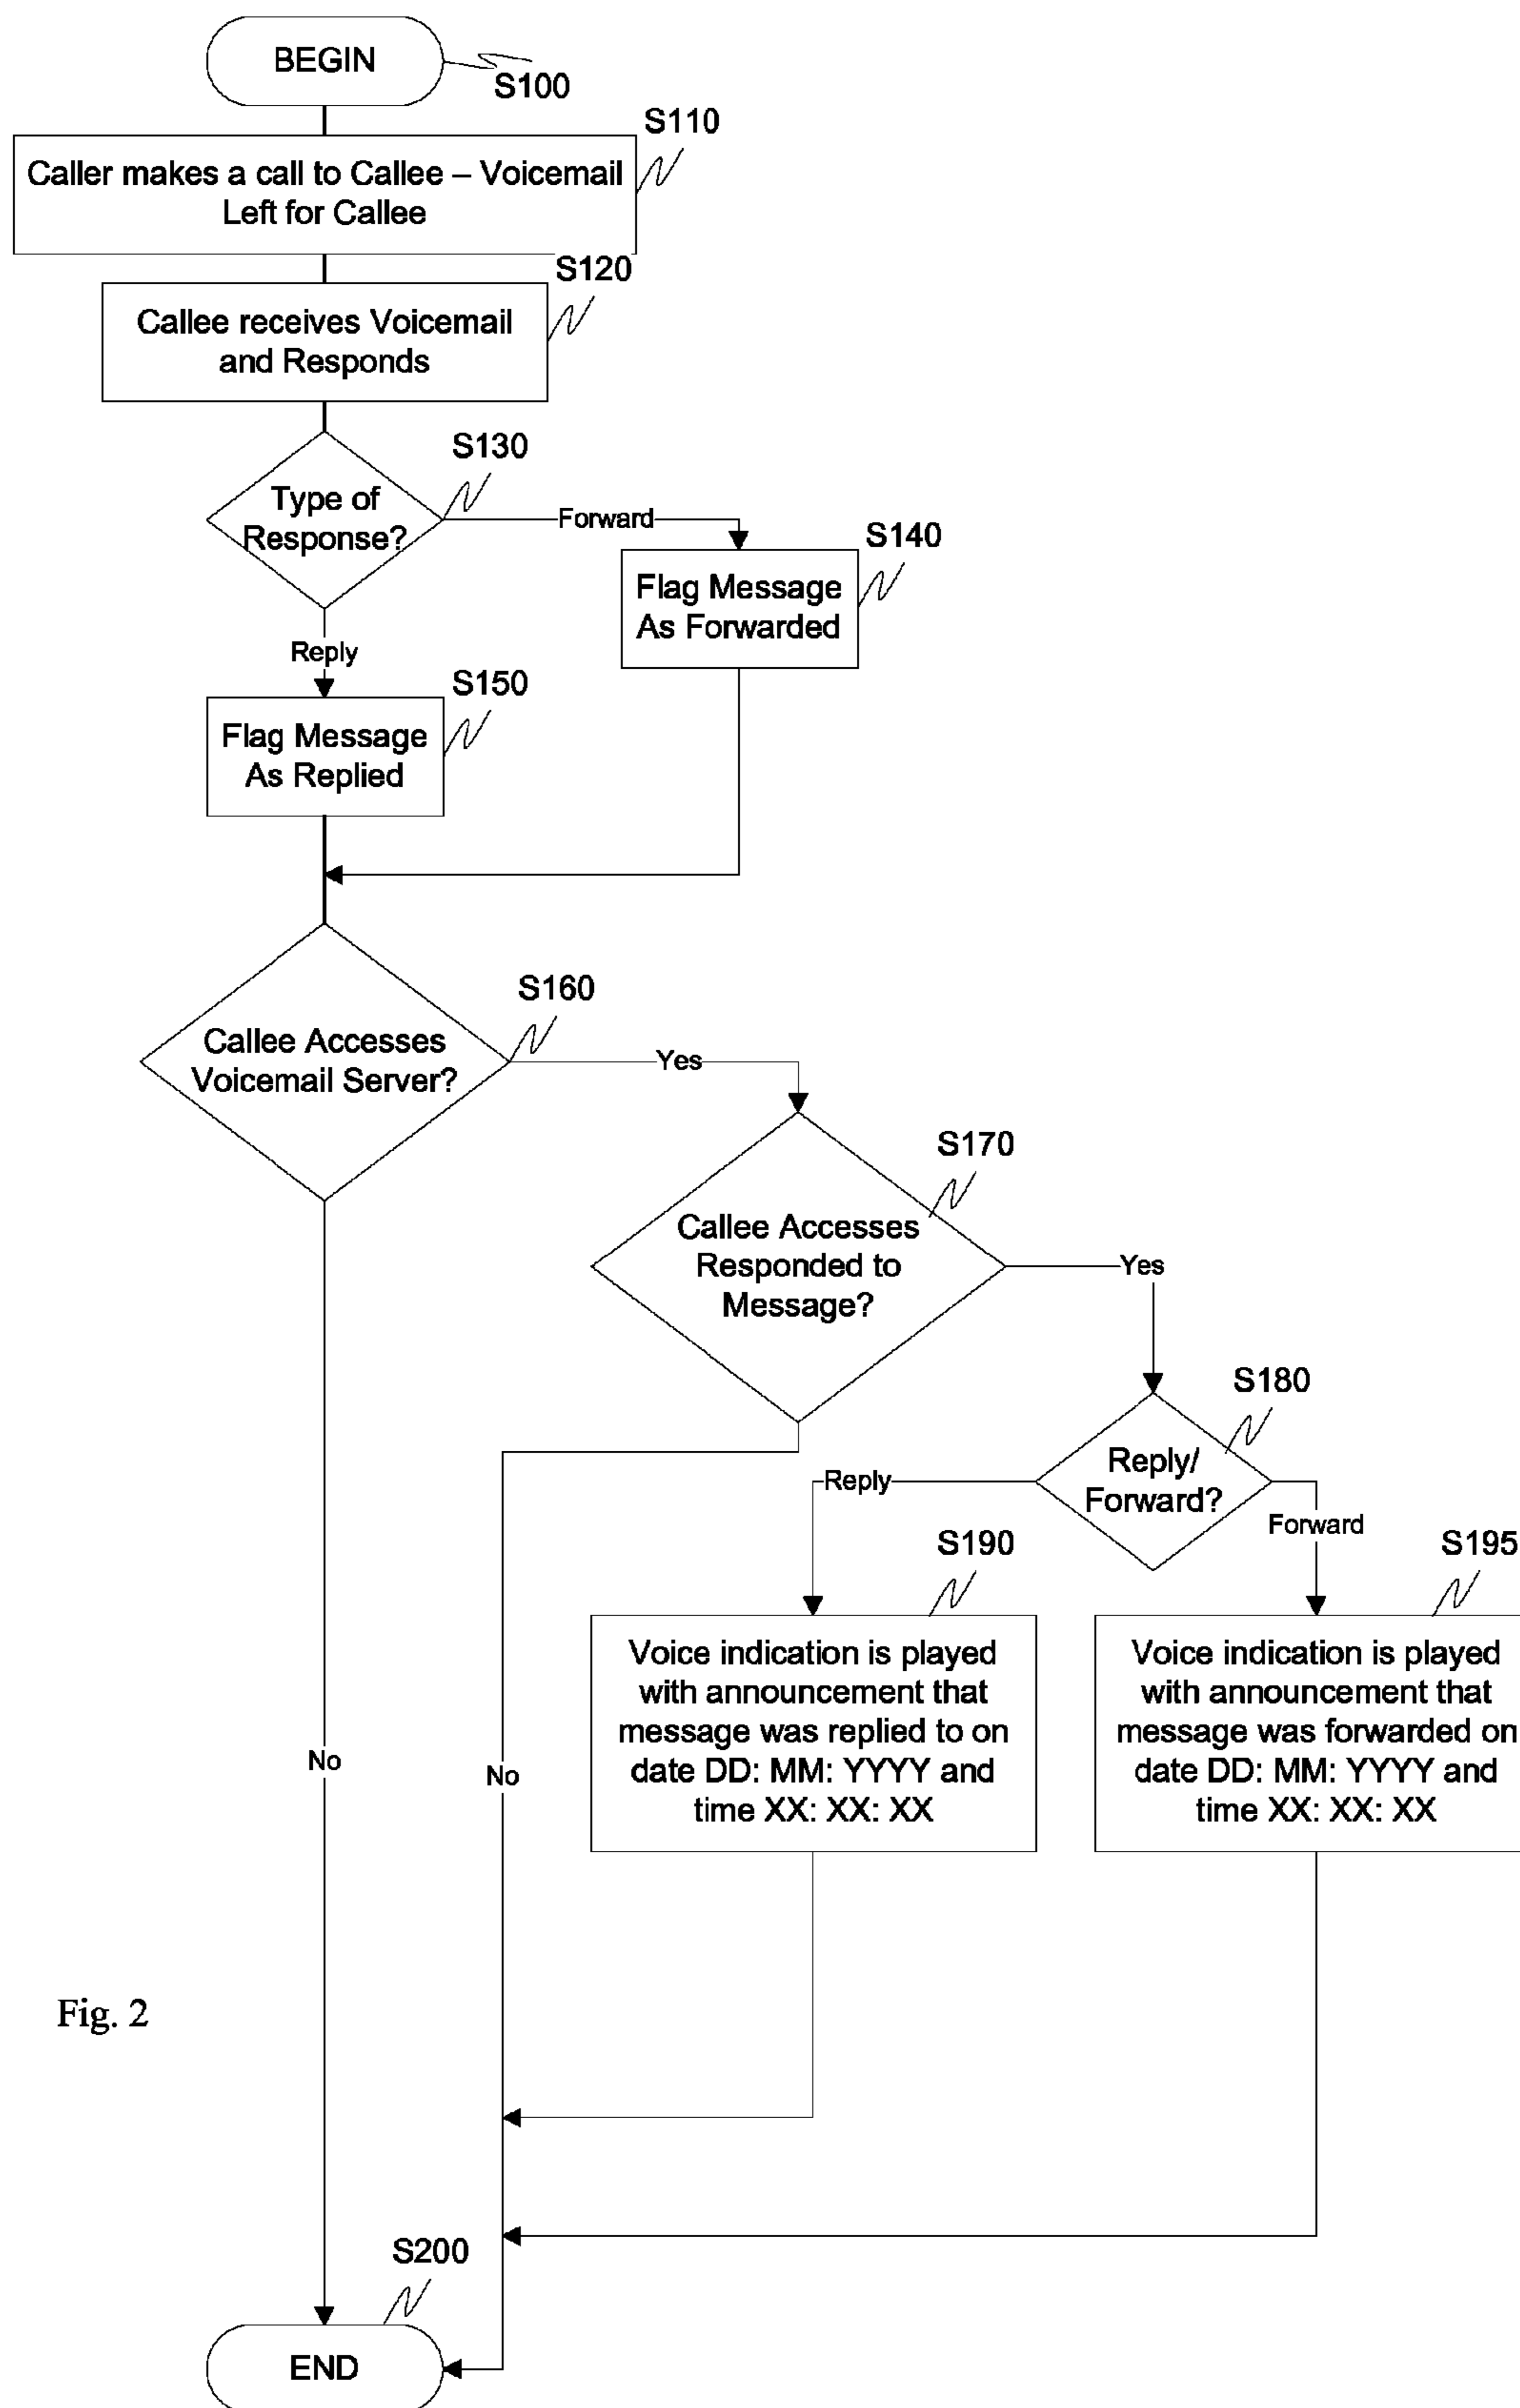 BEGIN
S100
S110
Caller makes a call to Callee – Voicemail
Left for Callee
S120
Callee receives Voicemail
and Responds
S130
Type of
Response?
Forward
S140
Flag Message
As Forwarded
Reply
S150
Flag Message
As Replied
S160
Callee Accesses
Voicemail Server?
Yes
S170
Callee Accesses
Responded to
Message?
Yes
S180
Reply/
Forward?
Reply
Forward
S190
Voice indication is played
with announcement that
message was replied to on
date DD: MM: YYYY and
time XX: XX: XX
S195
Voice indication is played
with announcement that
message was forwarded on
date DD: MM: YYYY and
time XX: XX: XX
No
No
Fig. 2
S200
END